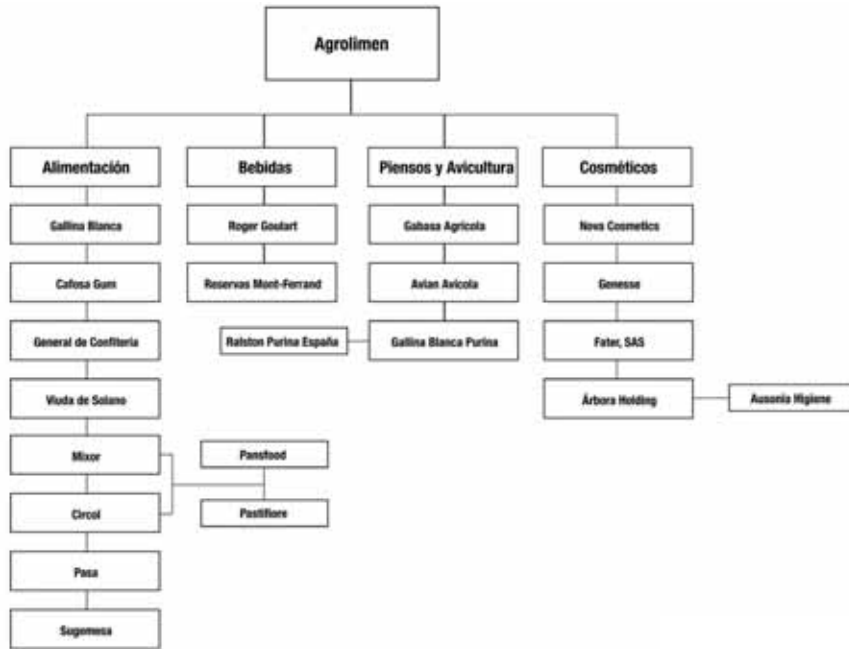 Agrolimen
Alimentación
Bebidas
Piensos y Avicultura
Cosméticos
Gallina Blanca
Roger Goulart
Gabasa Agrícola
Nova Cosmetics
Cafosa Gum
Reservas Mont-Ferrand
Avian Avícola
Genesse
General de Confitería
Ralston Purina España
Gallina Blanca Purina
Fater, SAS
Viuda de Solano
Árbora Holding
Ausonia Higiene
Mixor
Pansfood
Circol
Pastifiore
Pasa
Sugemesa